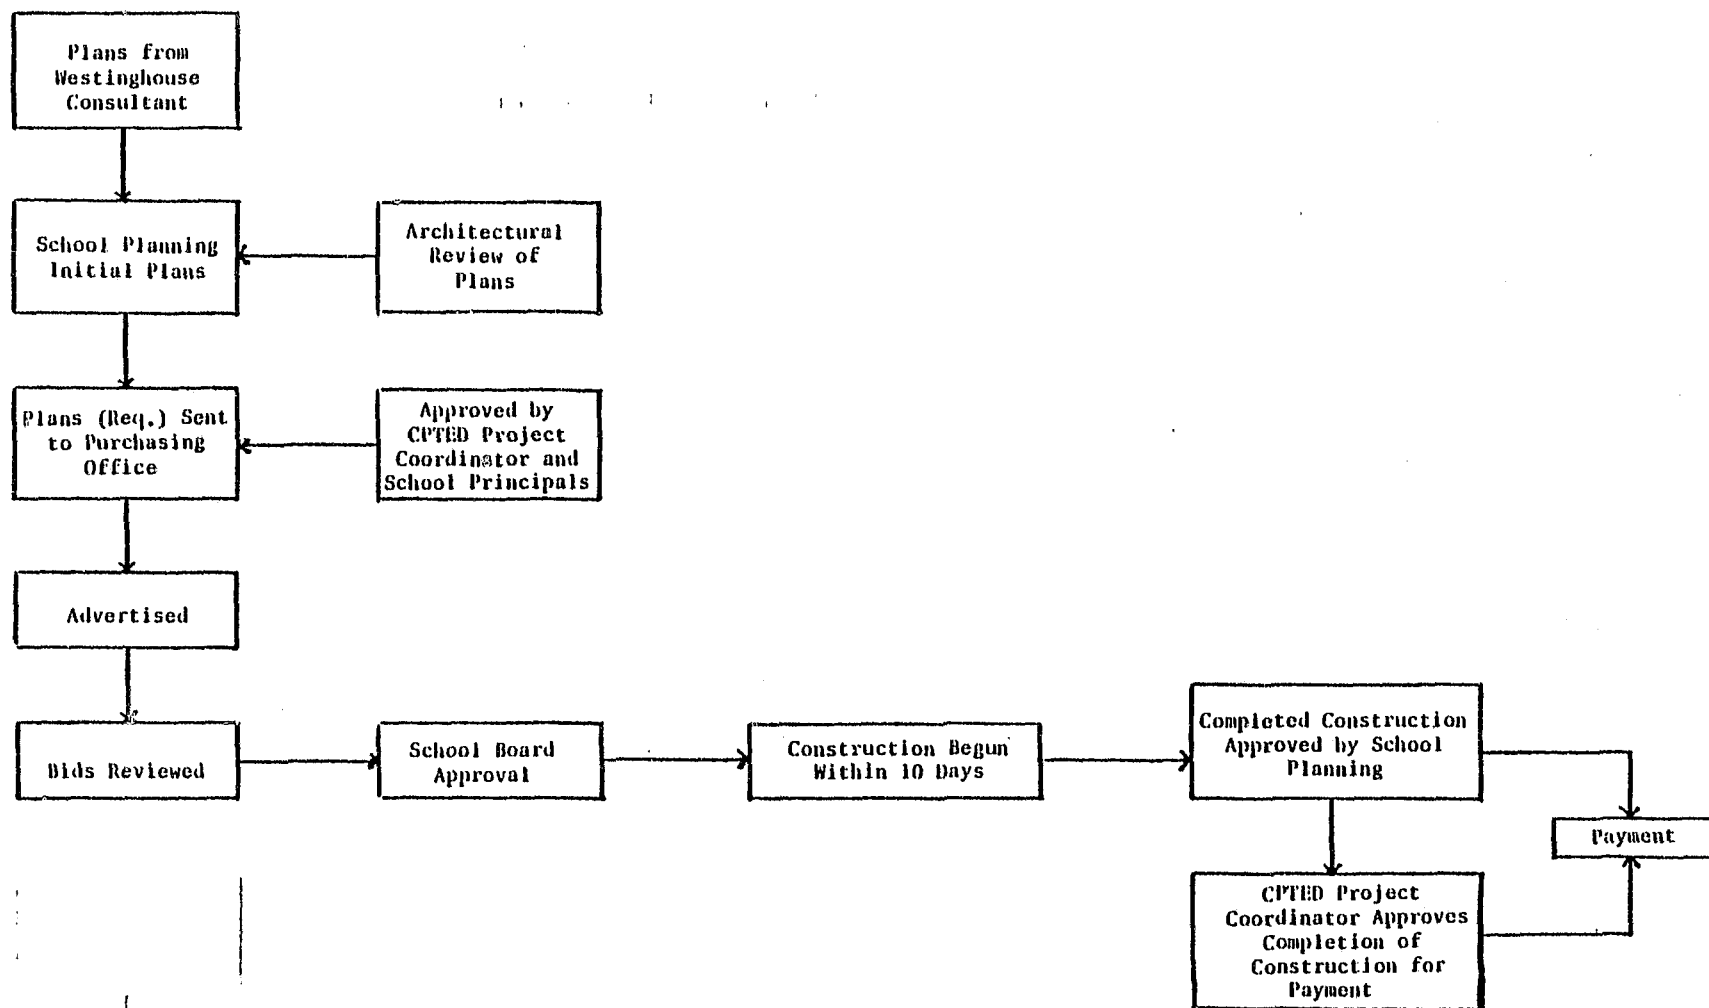 Plans from
Westinghouse
Consultant
School Planning
Initial Plans
Architectural
Review of
Plans
Plans (Req.) Sent
to Purchasing
Office
Approved by
CPTED Project
Coordinator and
School Principals
Advertised
Bids Reviewed
School Board
Approval
Construction Begun
Within 10 Days
Completed Construction
Approved by School
Planning
Payment
CPTED Project
Coordinator Approves
Completion of
Construction for
Payment